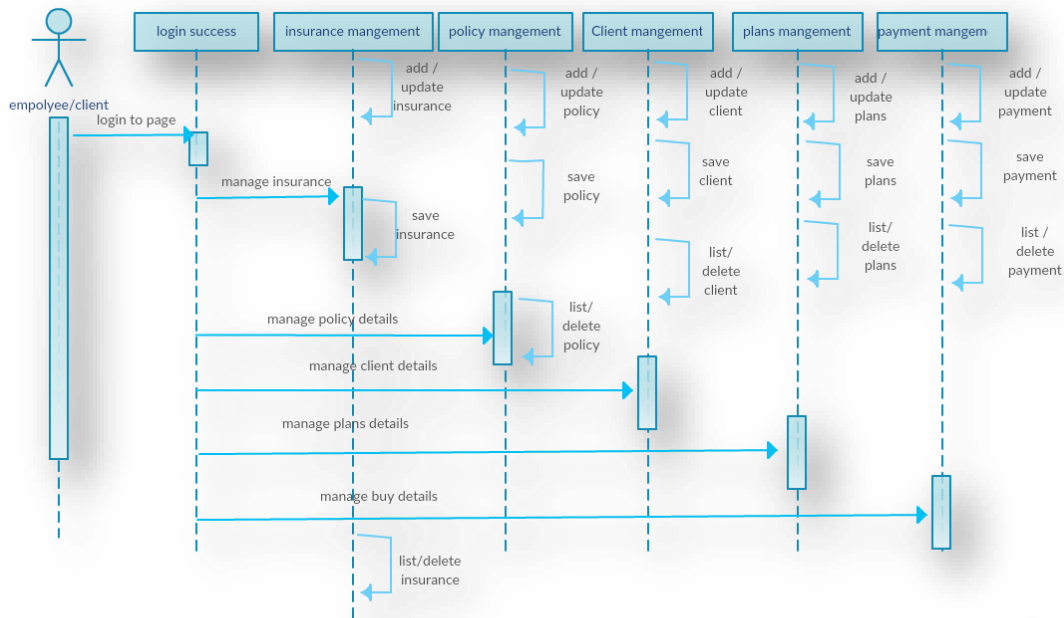 login success
insurance mangement
policy mangement
Client mangement
plans mangement
payment mangem
empolyee/client
add /
update
insurance
add /
update
policy
add /
update
client
add /
update
plans
add /
update
payment
login to page
save
policy
save
client
save
plans
save
payment
manage insurance
save
insurance
list/
delete
client
list/
delete
plans
list /
delete
payment
manage policy details
list/
delete
policy
manage client details
manage plans details
manage buy details
list/delete
insurance